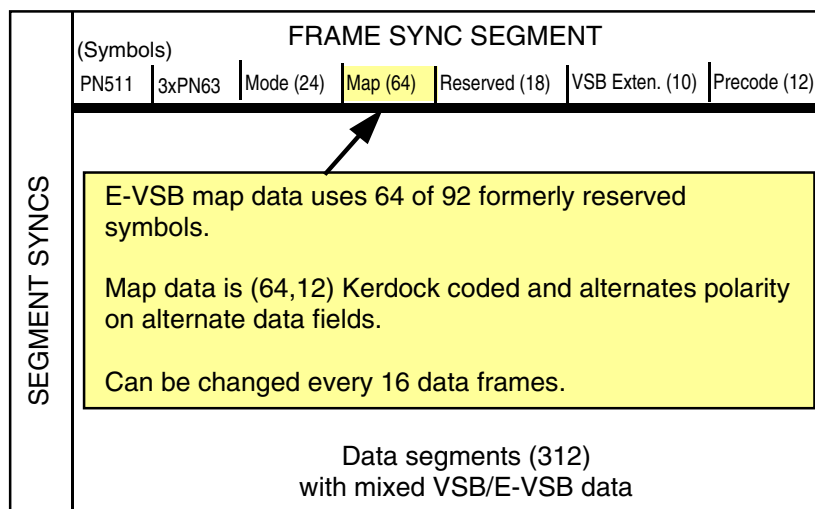 FRAME SYNC SEGMENT
(Symbols)
PN511 3xPN63 Mode (24) Map (64) Reserved (18) VSB Exten. (10) Precode (12)
SEGMENT SYNCS
E-VSB map data uses 64 of 92 formerly reserved
symbols.
Map data is (64,12) Kerdock coded and alternates polarity
on alternate data fields.
Can be changed every 16 data frames.
Data segments (312)
with mixed VSB/E-VSB data